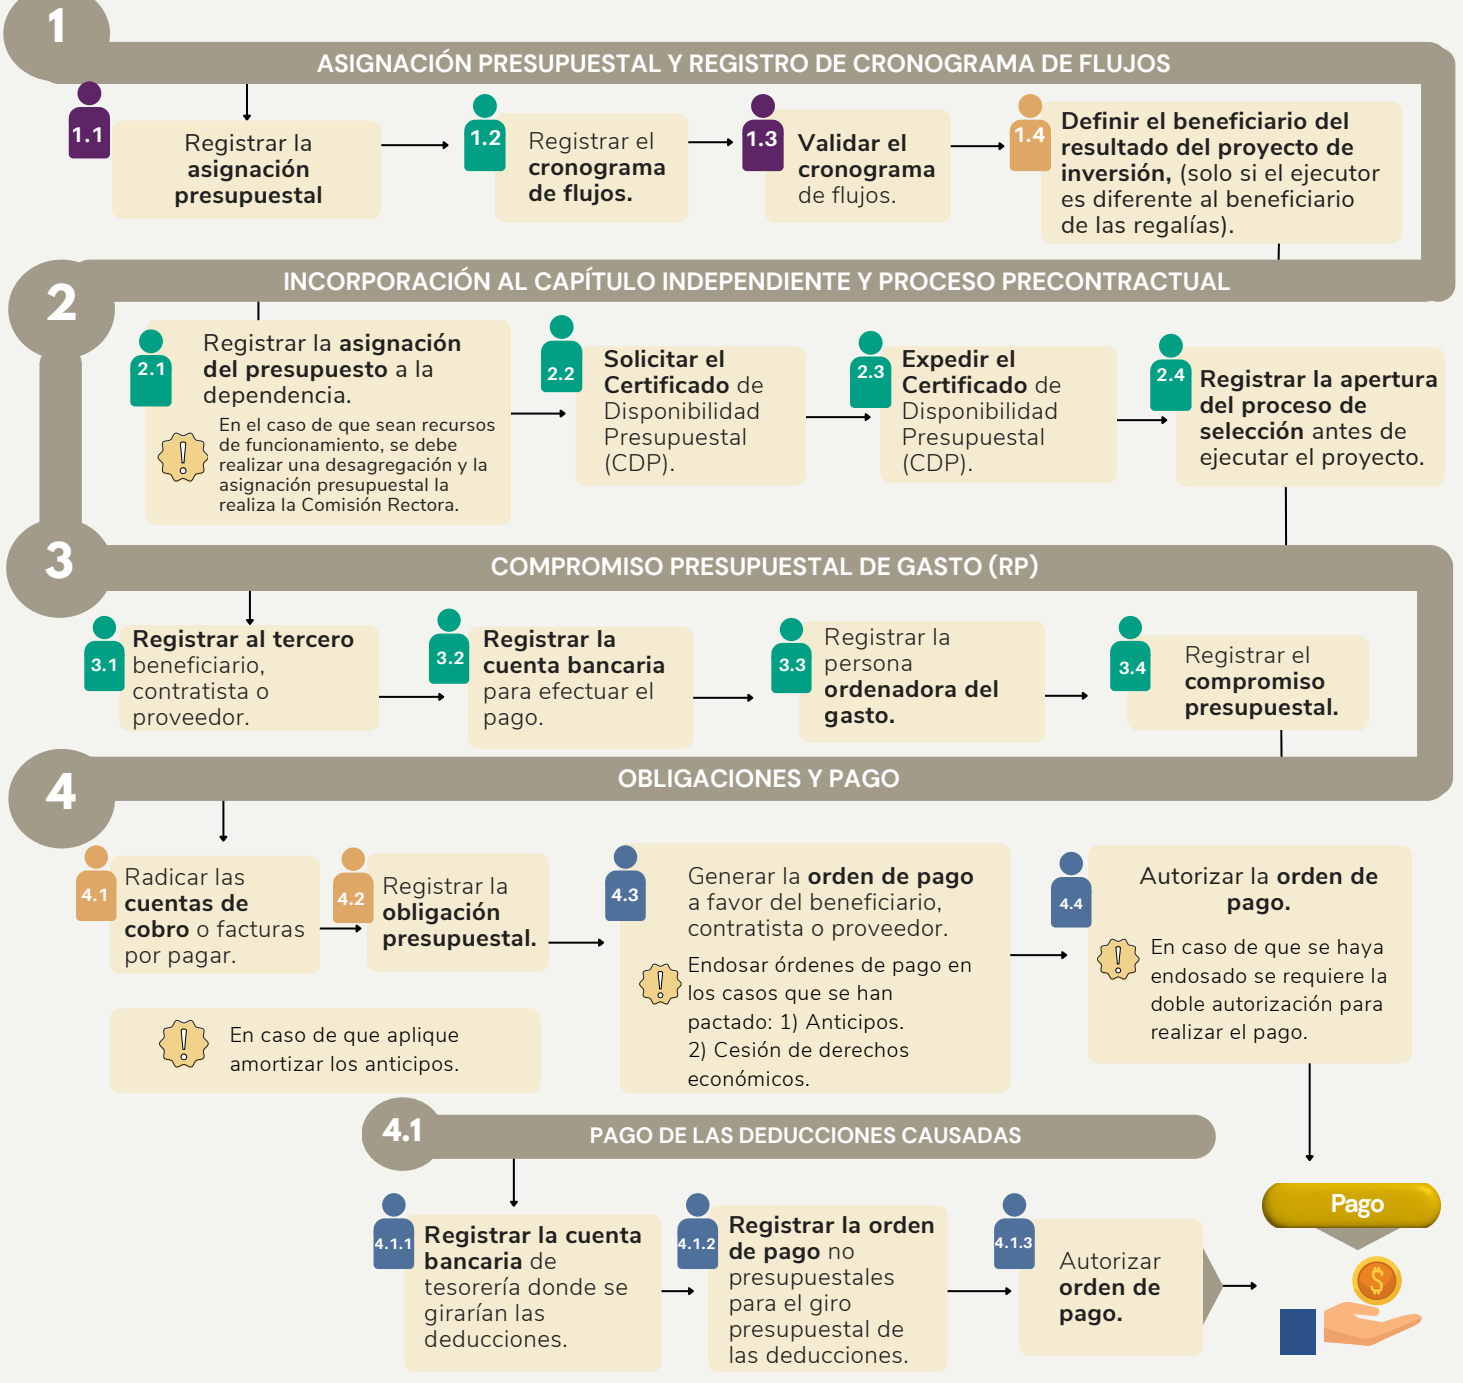 1
ASIGNACIÓN PRESUPUESTAL Y REGISTRO DE CRONOGRAMA DE FLUJOS
1.1
Registrar la
asignación
presupuestal
1.2
Registrar el
cronograma
de flujos.
1.3
Validar el
cronograma
de flujos.
1.4
Definir el beneficiario del
resultado del proyecto de
inversión, (solo si el ejecutor
es diferente al beneficiario
de las regalías).
2
INCORPORACIÓN AL CAPÍTULO INDEPENDIENTE Y PROCESO PRECONTRACTUAL
2.1
Registrar la asignación
del presupuesto a la
dependencia.
!
En el caso de que sean recursos
de funcionamiento, se debe
realizar una desagregación y la
asignación presupuestal la
realiza la Comisión Rectora.
2.2
Solicitar el
Certificado de
Disponibilidad
Presupuestal
(CDP).
2.3
Expedir el
Certificado de
Disponibilidad
Presupuestal
(CDP).
2.4
Registrar la apertura
del proceso de
selección antes de
ejecutar el proyecto.
3
COMPROMISO PRESUPUESTAL DE GASTO (RP)
3.1
Registrar al tercero
beneficiario,
contratista o
proveedor.
3.2
Registrar la
cuenta bancaria
para efectuar el
pago.
3.3
Registrar la
persona
ordenadora del
gasto.
3.4
Registrar el
compromiso
presupuestal.
4
OBLIGACIONES Y PAGO
4.1
Radicar las
cuentas de
cobro o facturas
por pagar.
4.2
Registrar la
obligación
presupuestal.
!
En caso de que aplique
amortizar los anticipos.
4.3
Generar la orden de pago
a favor del beneficiario,
contratista o proveedor.
!
Endosar órdenes de pago en
los casos que se han
pactado: 1) Anticipos.
2) Cesión de derechos
económicos.
4.4
Autorizar la orden de
pago.
!
En caso de que se haya
endosado se requiere la
doble autorización para
realizar el pago.
4.1
PAGO DE LAS DEDUCCIONES CAUSADAS
4.1.1
Registrar la cuenta
bancaria de
tesorería donde se
girarían las
deducciones.
4.1.2
Registrar la orden
de pago no
presupuestales
para el giro
presupuestal de
las deducciones.
4.1.3
Autorizar
orden de
pago.
Pago
$